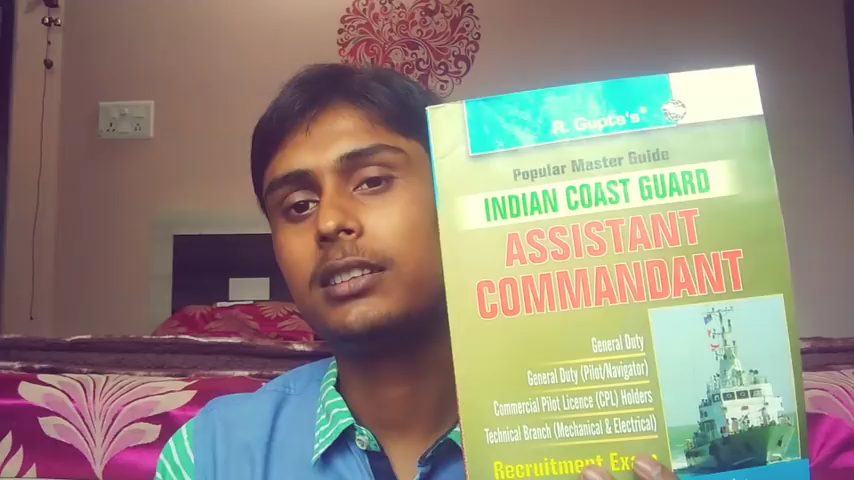 R. Gupta's®
Popular Master Guide
INDIAN COAST GUARD
ASSISTANT
COMMANDANT
General Duty
General Duty (Pilot/Navigator)
Commercial Pilot Licence (CPL) Holders
Technical Branch (Mechanical & Electrical)
Recruitment Exam